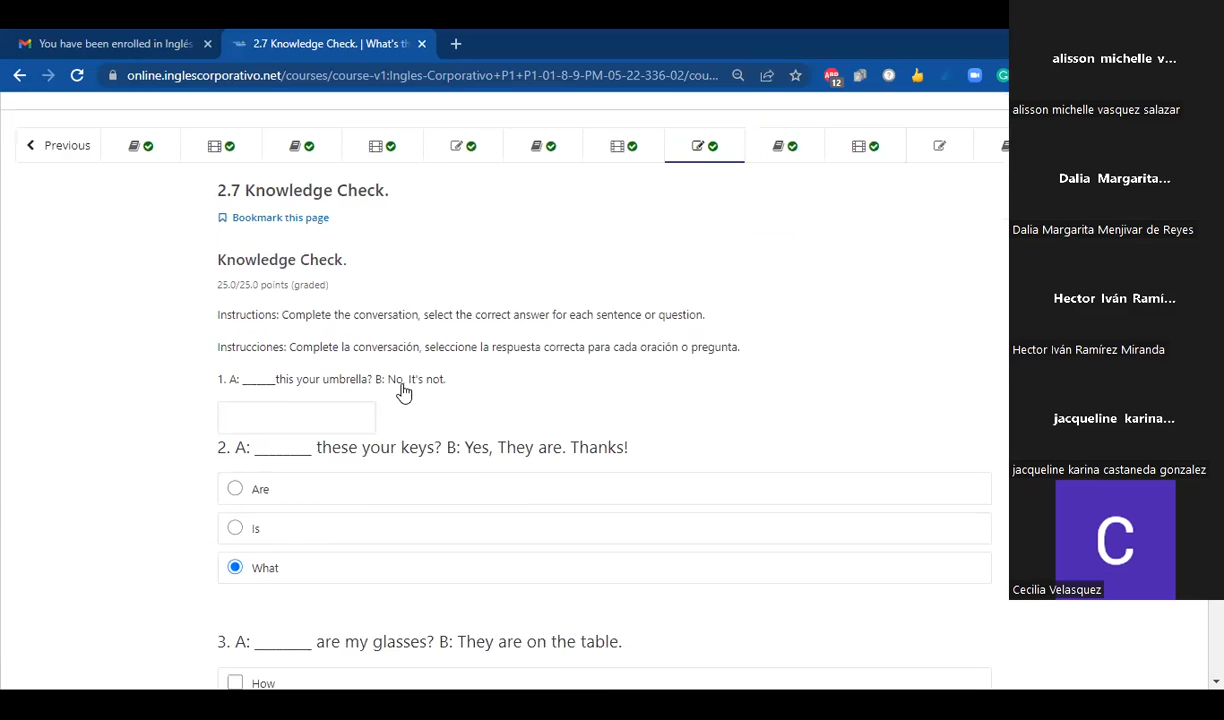 You have been enrolled in Inglés
2.7 Knowledge Check. | What's th
online.inglescorporativo.net/courses/course-v1:Ingles-Corporativo+P1+P1-01-8-9-PM-05-22-336-02/cou...
12
Previous
2.7 Knowledge Check.
Bookmark this page
Knowledge Check.
25.0/25.0 points (graded)
Instructions: Complete the conversation, select the correct answer for each sentence or question.
Instrucciones: Complete la conversación, seleccione la respuesta correcta para cada oración o pregunta.
1. A: ______this your umbrella? B: No, It's not.
2. A: ________ these your keys? B: Yes, They are. Thanks!
Are
Is
What
3. A: ________ are my glasses? B: They are on the table.
How
alisson michelle v...
alisson michelle vasquez salazar
Dalia Margarita...
Dalia Margarita Menjivar de Reyes
Hector Iván Ramí...
Hector Iván Ramírez Miranda
jacqueline karina...
jacqueline karina castaneda gonzalez
C
Cecilia Velasquez